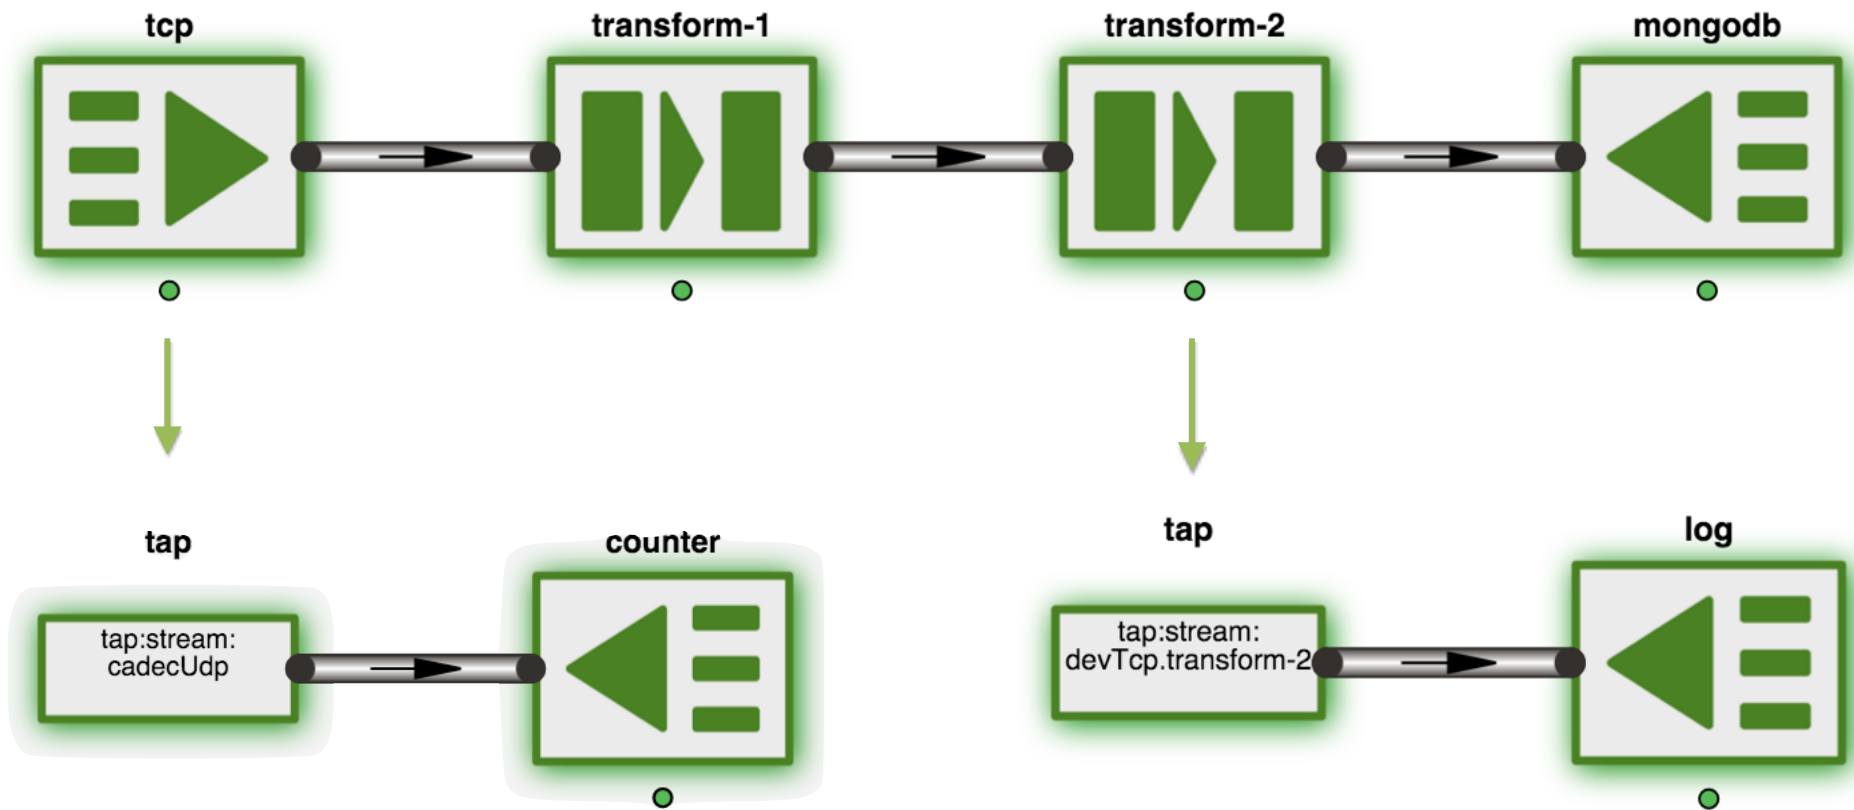 tcp
transform-1
transform-2
mongodb
tap
counter
tap
log
tap:stream:
cadecUdp
tap:stream:
devTcp.transform-2